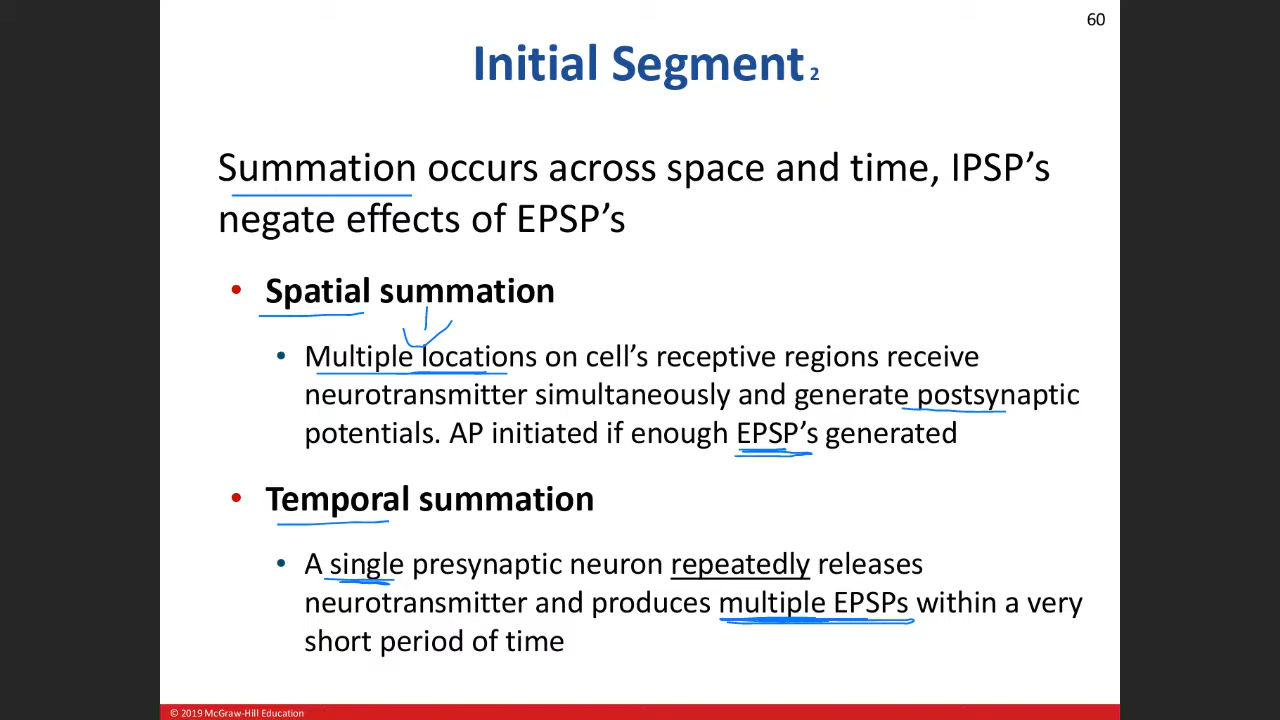 60
Initial Segment 2
Summation occurs across space and time, IPSP’s
negate effects of EPSP’s
• Spatial summation
• Multiple locations on cell’s receptive regions receive
neurotransmitter simultaneously and generate postsynaptic
potentials. AP initiated if enough EPSP’s generated
• Temporal summation
• A single presynaptic neuron repeatedly releases
neurotransmitter and produces multiple EPSPs within a very
short period of time
© 2019 McGraw-Hill Education